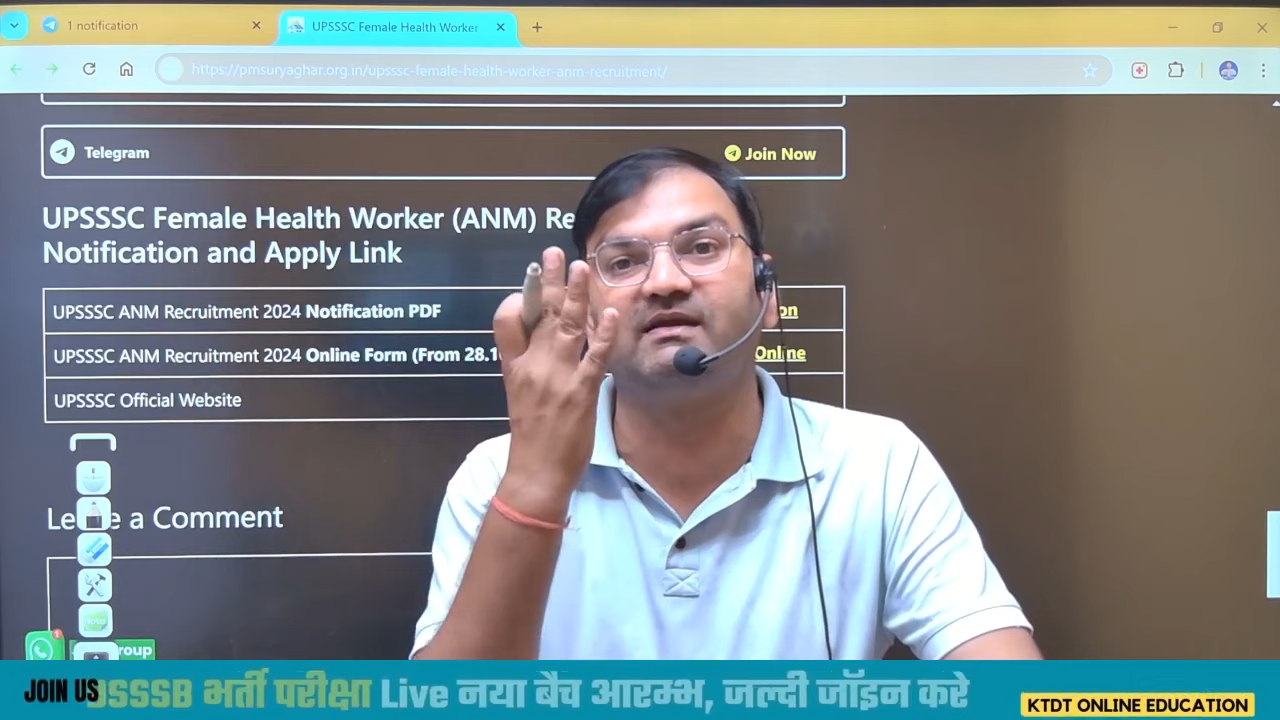 1 notification
UPSSSC Female Health Worker
https://pmsuryaghar.org.in/upsssc-female-health-worker-anm-recruitment/
Telegram
Join Now
UPSSSC Female Health Worker (ANM) Re
Notification and Apply Link
UPSSSC ANM Recruitment 2024 Notification PDF
on
UPSSSC ANM Recruitment 2024 Online Form (From 28.1
Online
UPSSSC Official Website
Le e a Comment
roup
JOIN US
DSSSB भर्ती परीक्षा Live नया बैच आरम्भ, जल्दी जॉइन करे
KTDT ONLINE EDUCATION